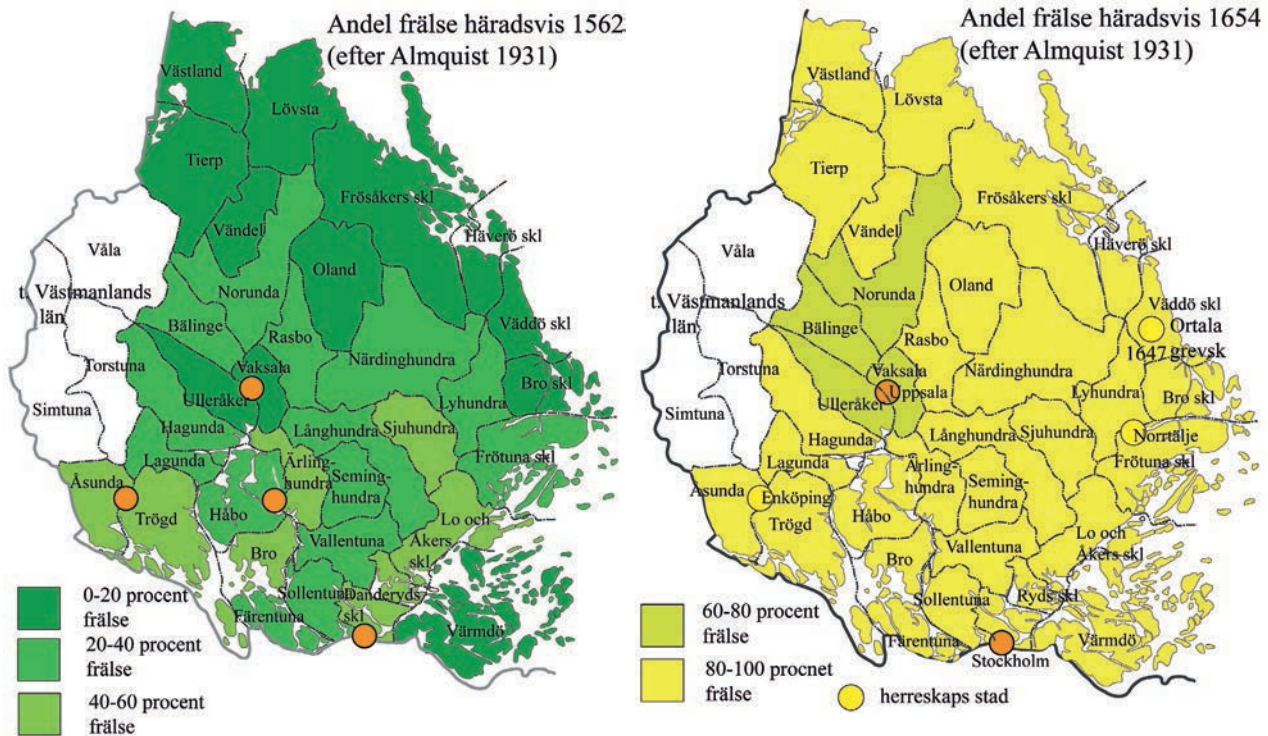 Andel frälse häradsvis 1562
(efter Almquist 1931)
Västland
Lövsta
Tierp
Frösåkers skl
Vändel
Häverö skl
Våla
Oland
Norunda
t. Västmanlands
län
Bälinge
Väddö skl
Rasbo
Torstuna
Närdinghundra
Vaksala
Bro skl
Simtuna
Ulleråker
Lyhundra
Hagunda
Långhundra
Sjuhundra
Lagunda
Ärling-
hundra
Seming-
hundra
Frötuna skl
Åsunda
Trögd
Håbo
Lo och
Åkers
skl
Vallentuna
Bro
Sollentuna
Danderyds
skl
Färentuna
Värmdö
0-20 procent
frälse
20-40 procent
frälse
40-60 procent
frälse
Andel frälse häradsvis 1654
(efter Almquist 1931)
Västland
Lövsta
Tierp
Frösåkers skl
Vändel
Häverö skl
Våla
Oland
Norunda
t. Västmanlands
län
Väddö skl
Bälinge
Ortala
Rasbo
1647 grevsk
Torstuna
Vaksala
Närdinghundra
Uppsala
Lyhundra
Bro skl
Simtuna
Ulleråker
Hagunda
Långhundra
Sjuhundra
Norrtälje
Lagunda
Ärling-
hundra
Seming-
hundra
Frötuna skl
Åsunda
Enköping
Trögd
Håbo
Lo och
Åkers skl
Vallentuna
Bro
Sollentuna
Ryds skl
Färentuna
Värmdö
Stockholm
60-80 procent
frälse
80-100 procnet
frälse
herreskaps stad